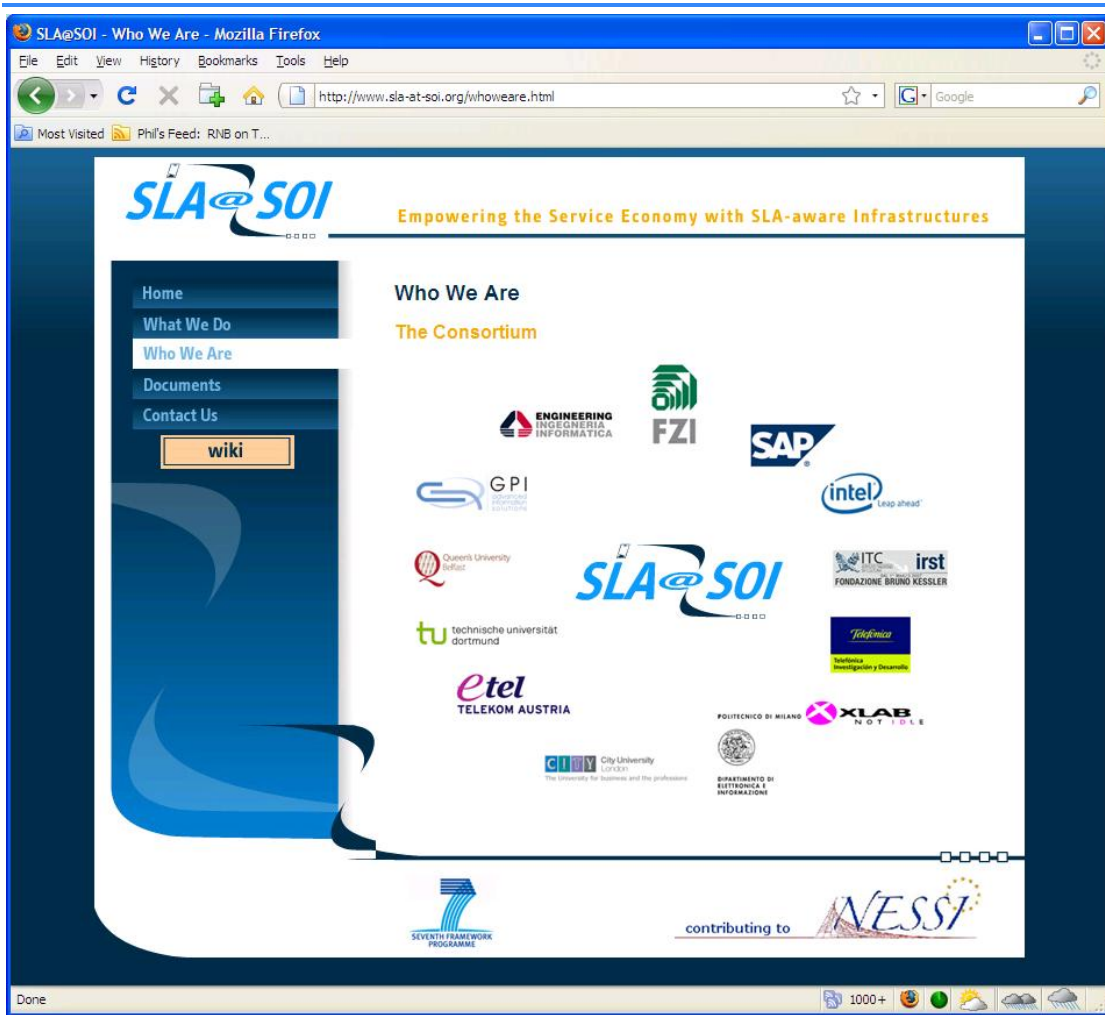 SLA@SOI - Who We Are - Mozilla Firefox
File Edit View History Bookmarks Tools Help
http://www.sla-at-soi.org/whoweare.html
G Google
Most Visited Phil's Feed: RNB on T...
SLA@SOI
Empowering the Service Economy with SLA-aware Infrastructures
Home
What We Do
Who We Are
Documents
Contact Us
wiki
Who We Are
The Consortium
ENGINEERING
INGEGNERIA
INFORMATICA
FZI
SAP
GPI
advanced
information
solutions
intel
Leap ahead
Queen's University
Belfast
SLA@SOI
ITC irst
FONDAZIONE BRUNO KESSLER
tu technische universität
dortmund
Telefónica
Telefónica
Investigación y Desarrollo
etel
TELEKOM AUSTRIA
POLITECNICO DI MILANO
XLAB
NOT IDLE
CITY City University
London
The University for business and the professions
DIPARTIMENTO DI
ELETTRONICA E
INFORMAZIONE
7
SEVENTH FRAMEWORK
PROGRAMME
contributing to NESSI
Done
1000+